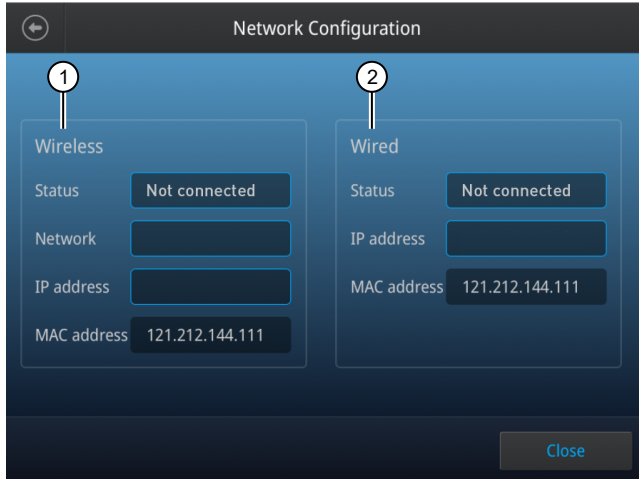 Network Configuration
1
2
Wireless
Status Not connected
Network
IP address
MAC address 121.212.144.111
Wired
Status Not connected
IP address
MAC address 121.212.144.111
Close